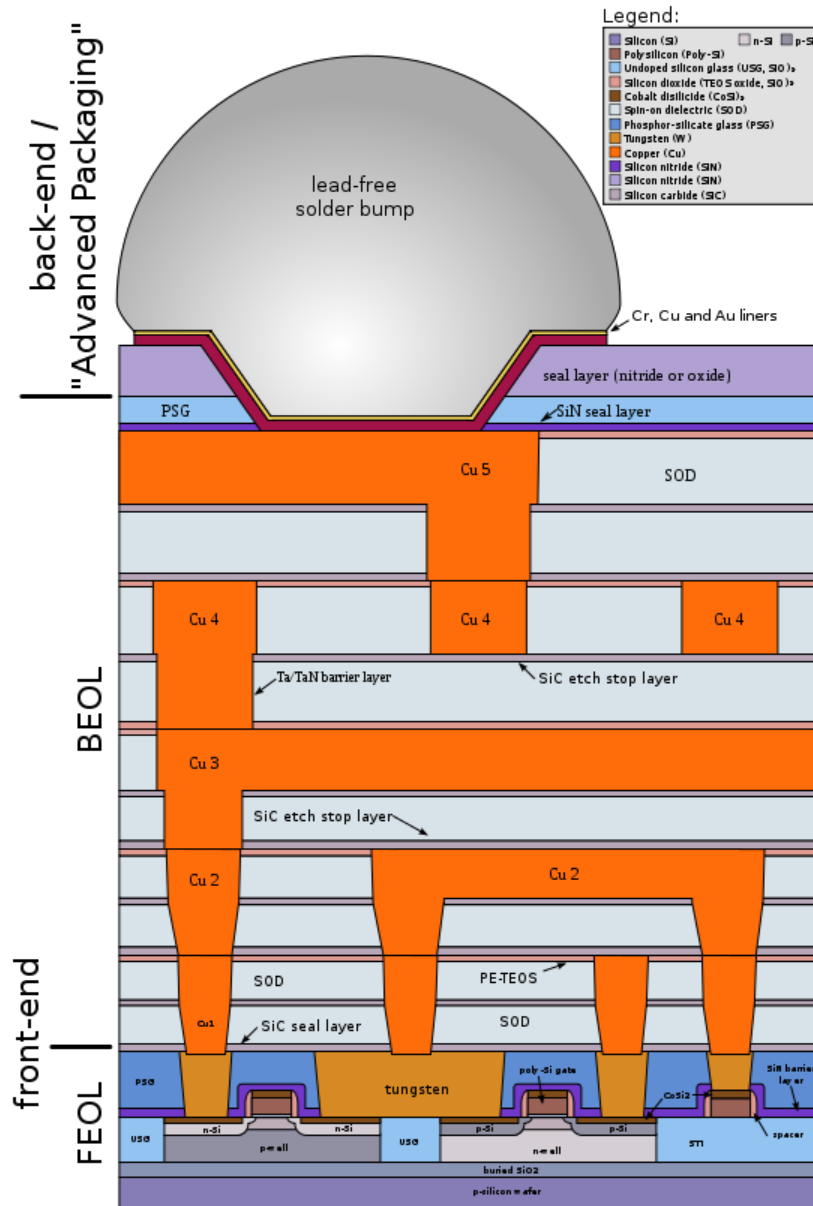 Legend:
Silicon (Si)
n-Si
p-S
Polysilicon (Poly-Si)
Undoped silicon glass (USG, SIO)₂
Silicon dioxide (TEOS oxide, SIO)₂
Cobalt disilicide (CoSi)₂
Spin-on dielectric (SOD)
Phosphor-silicate glass (PSG)
Tungsten (W)
Copper (Cu)
Silicon nitride (SiN)
Silicon nitride (SiN)
Silicon carbide (SiC)
back-end /
"Advanced Packaging"
lead-free
solder bump
Cr, Cu and Au liners
seal layer (nitride or oxide)
PSG
SiN seal layer
Cu 5
SOD
Cu 4
Cu 4
Cu 4
Ta/TaN barrier layer
SiC etch stop layer
BEOL
Cu 3
SiC etch stop layer
Cu 2
Cu 2
front-end
SOD
PE-TEOS
Cu1
SiC seal layer
SOD
FEOL
PSG
tungsten
poly-Si gate
CoSi2
SiN barrier
layer
USG
n-Si
n-Si
p-well
USG
p-Si
p-Si
n-well
STI
spacer
buried SiO2
p-silicon wafer